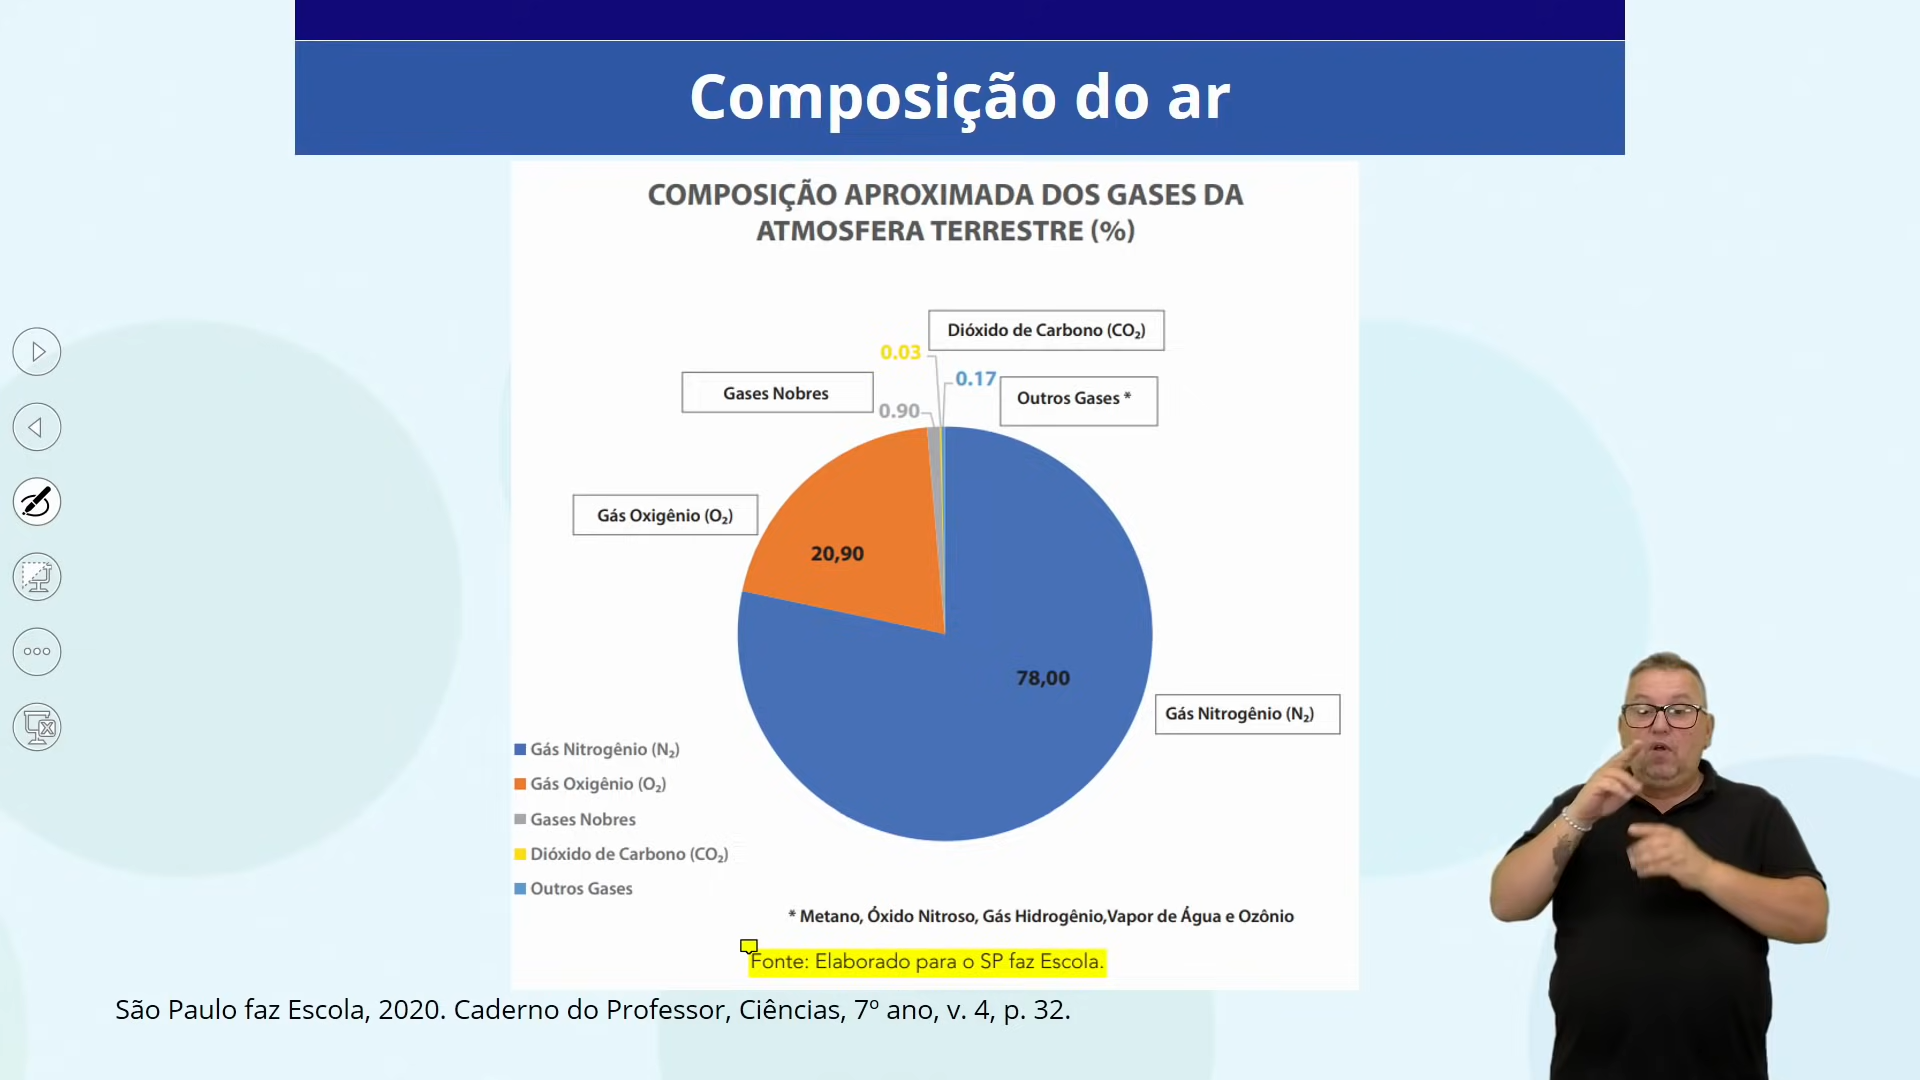 Composição do ar
COMPOSIÇÃO APROXIMADA DOS GASES DA
ATMOSFERA TERRESTRE (%)
Dióxido de Carbono (CO₂)
0.03
0.17
Gases Nobres
Outros Gases *
0.90
Gás Oxigênio (O₂)
20,90
78,00
Gás Nitrogênio (N₂)
Gás Nitrogênio (N₂)
Gás Oxigênio (O₂)
Gases Nobres
Dióxido de Carbono (CO₂)
Outros Gases
* Metano, Óxido Nitroso, Gás Hidrogênio,Vapor de Água e Ozônio
Fonte: Elaborado para o SP faz Escola.
São Paulo faz Escola, 2020. Caderno do Professor, Ciências, 7º ano, v. 4, p. 32.